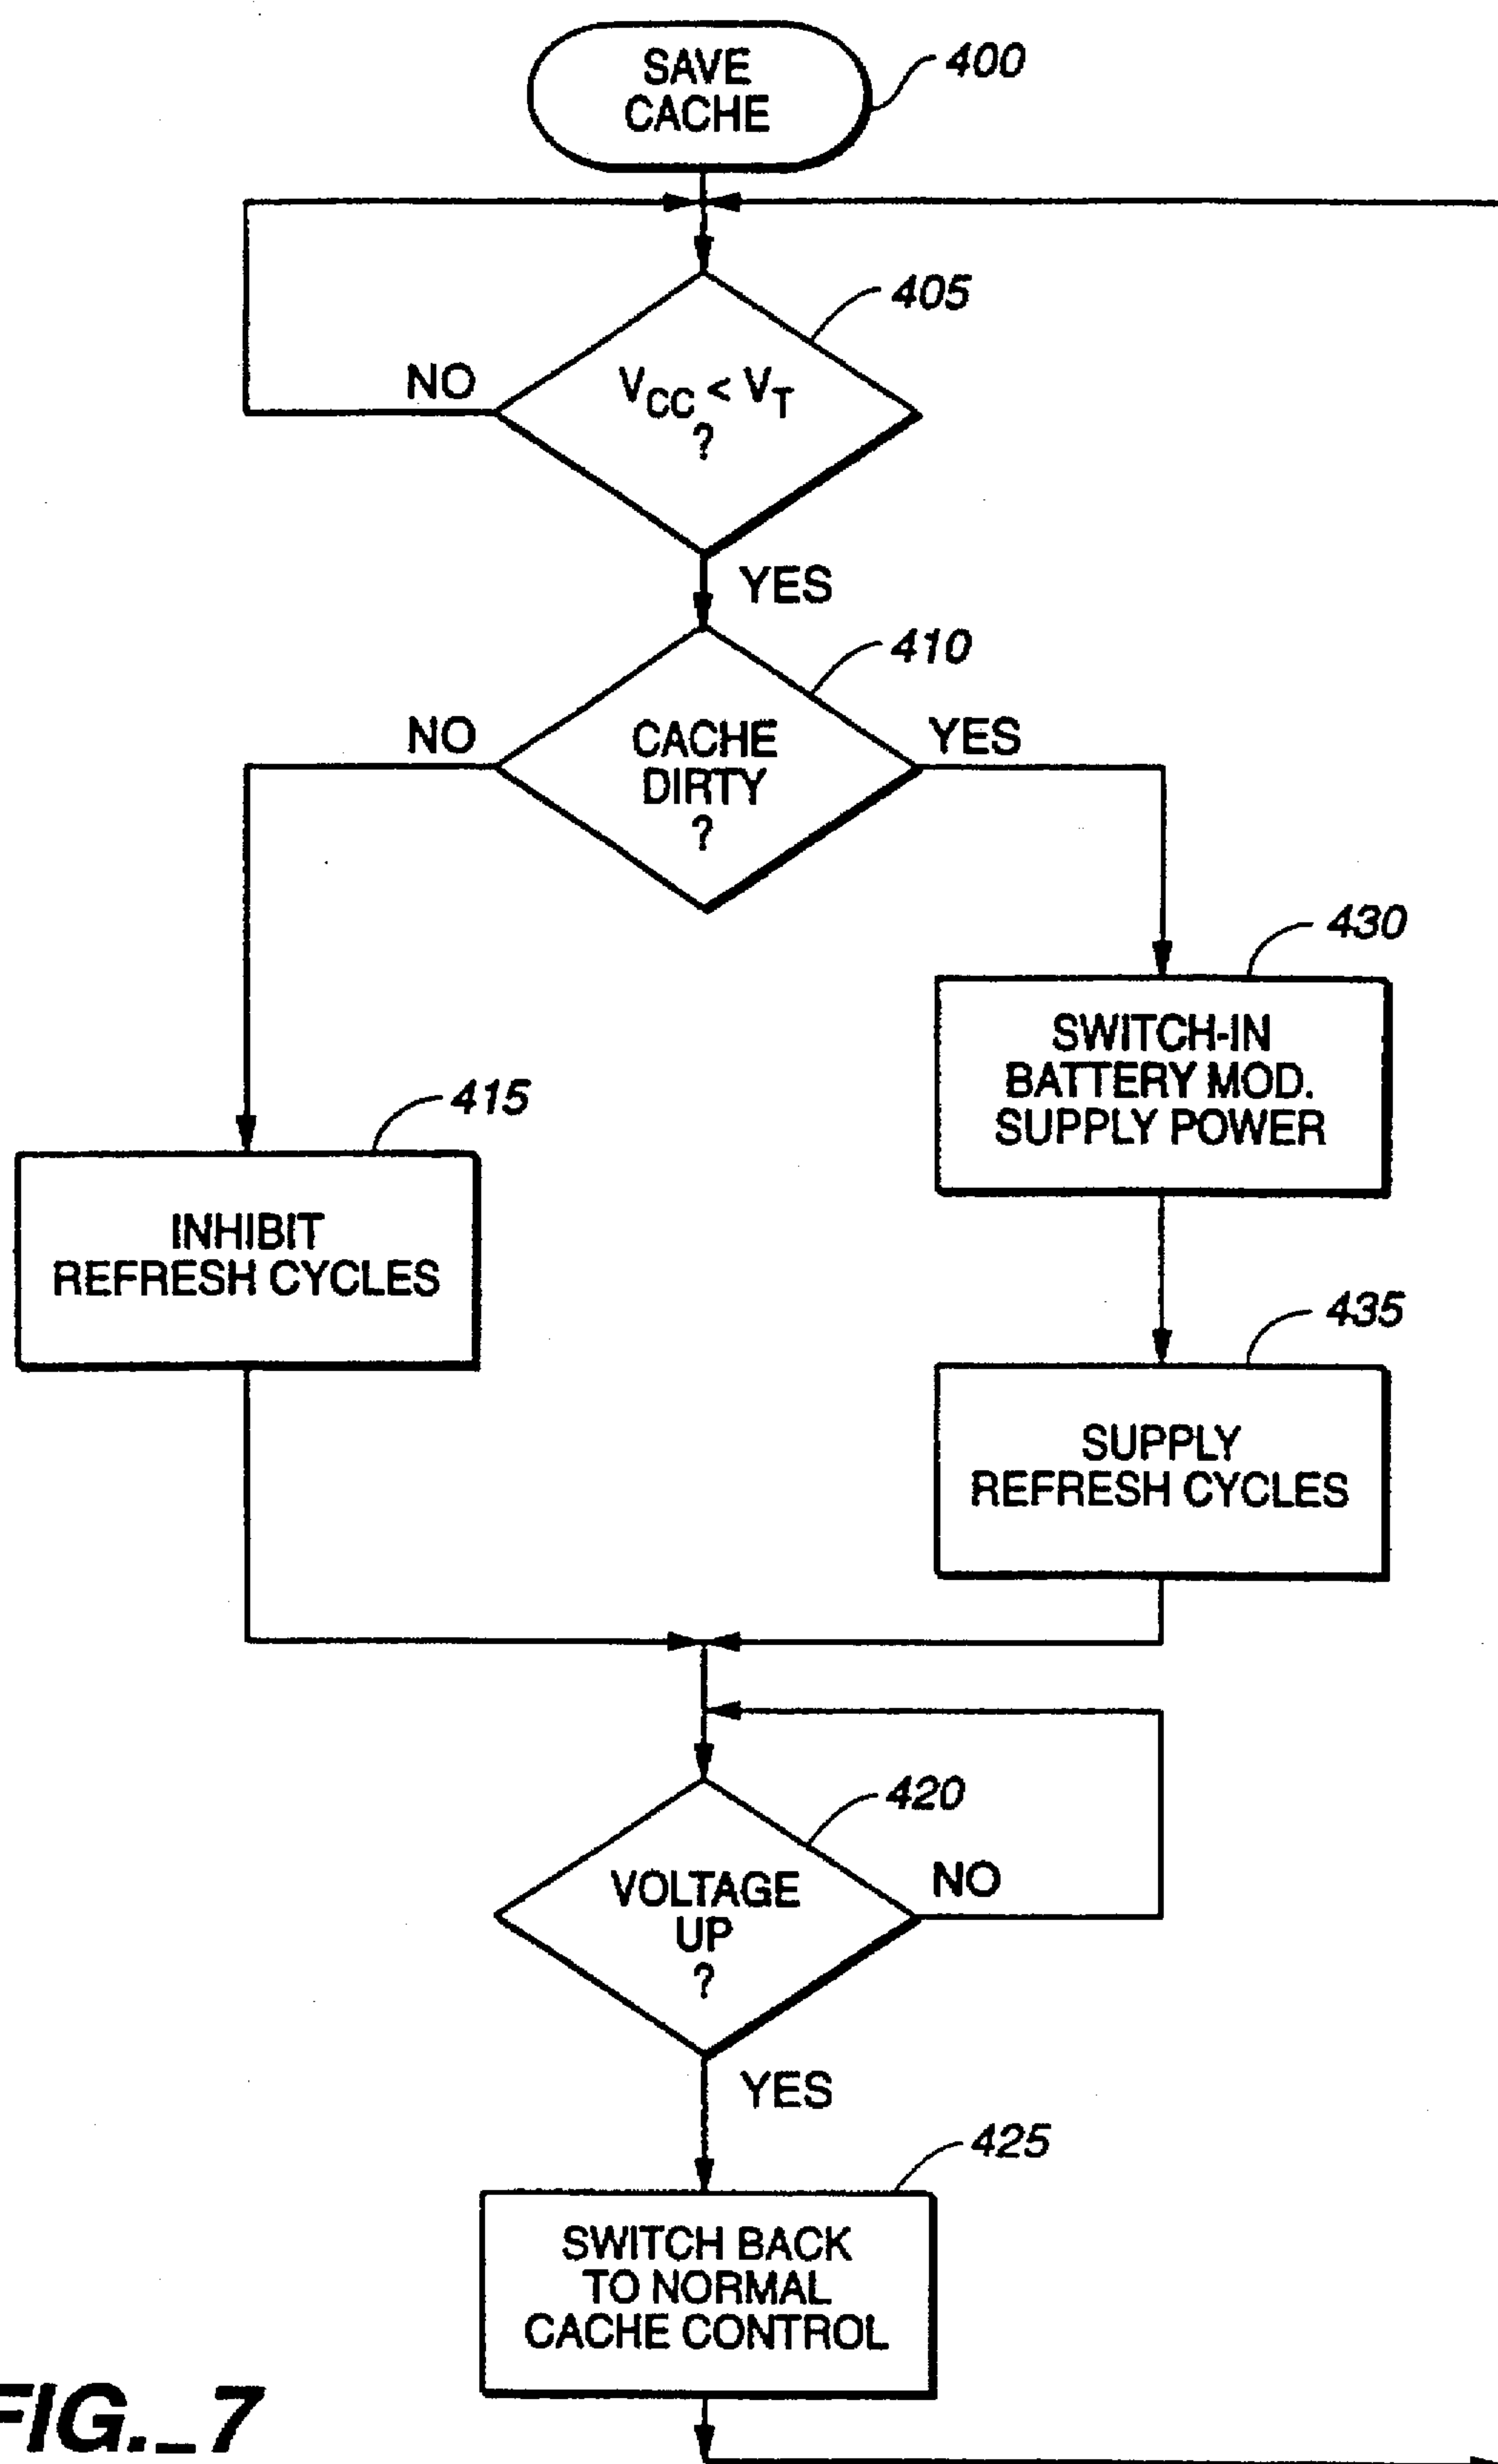 SAVE
CACHE
400
405
V_CC < V_T
?
NO
YES
410
NO
CACHE
DIRTY
?
YES
430
SWITCH-IN
BATTERY MOD.
SUPPLY POWER
415
INHIBIT
REFRESH CYCLES
435
SUPPLY
REFRESH CYCLES
420
VOLTAGE
UP
?
NO
YES
425
SWITCH BACK
TO NORMAL
CACHE CONTROL
FIG._7